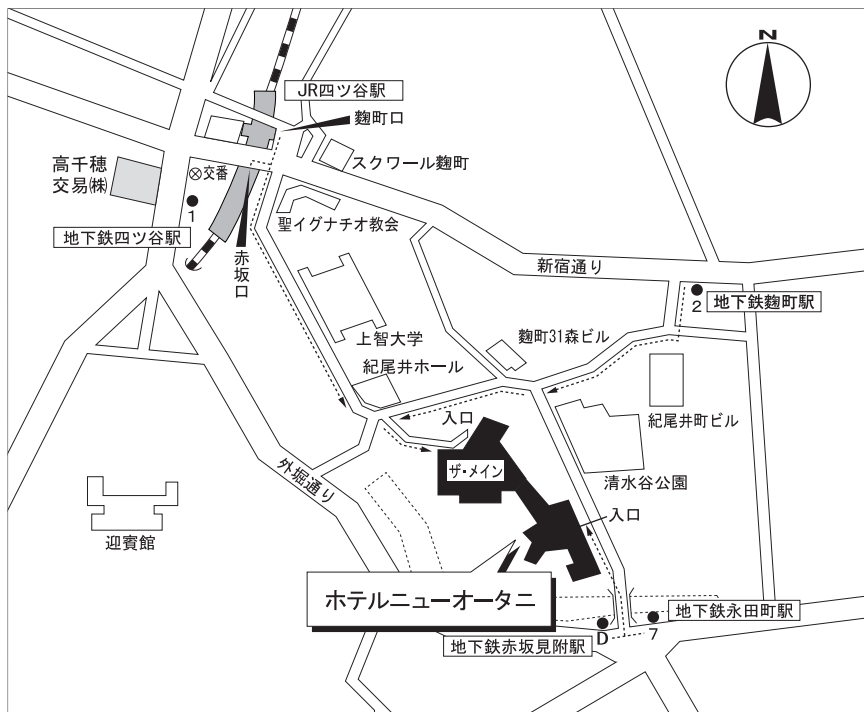 N
JR四ツ谷駅
麴町口
スクワール麴町
高千穂
交易㈱
交番
1
地下鉄四ツ谷駅
赤坂口
聖イグナチオ教会
新宿通り
2
地下鉄麴町駅
上智大学
紀尾井ホール
麴町31森ビル
紀尾井町ビル
入口
ザ・メイン
清水谷公園
外堀通り
入口
迎賓館
ホテルニューオータニ
地下鉄永田町駅
D
7
地下鉄赤坂見附駅